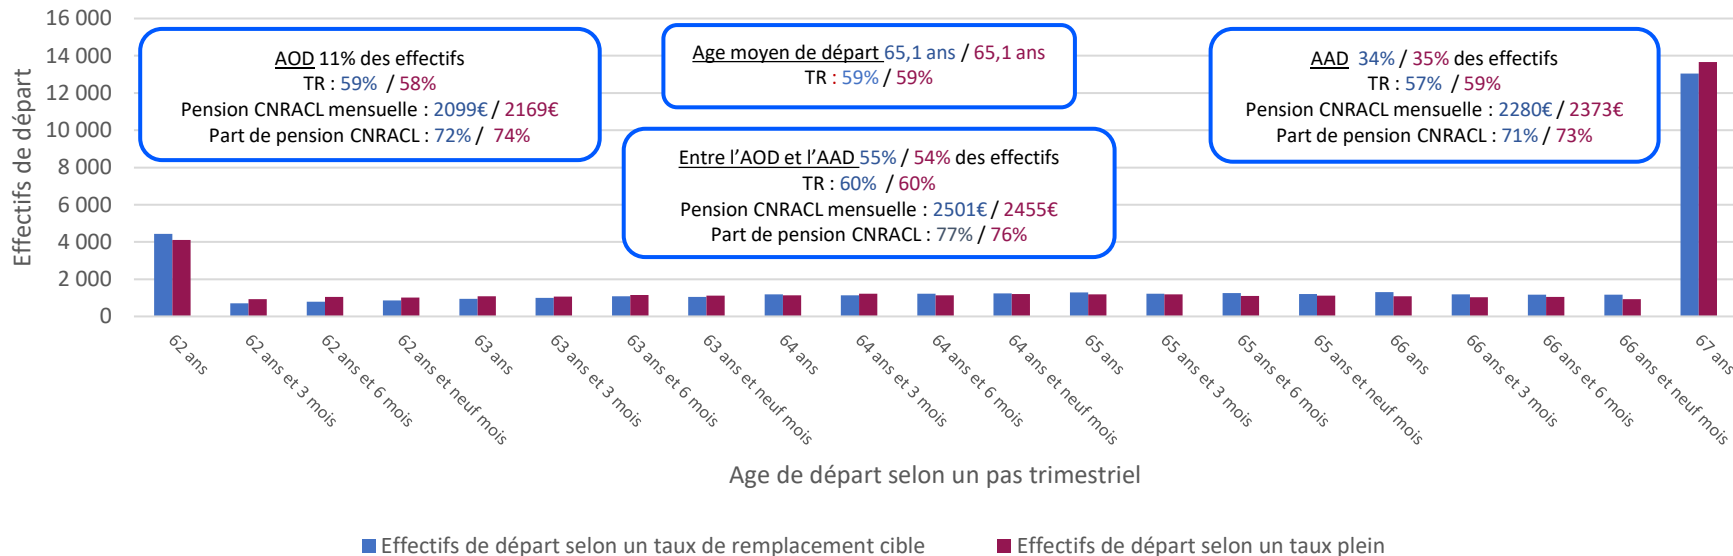 16 000
14 000
12 000
10 000
8 000
6 000
4 000
2 000
0
Effectifs de départ
AOD 11% des effectifs
TR : 59% / 58%
Pension CNRACL mensuelle : 2099€ / 2169€
Part de pension CNRACL : 72% / 74%
Age moyen de départ 65,1 ans / 65,1 ans
TR : 59% / 59%
Entre l'AOD et l'AAD 55% / 54% des effectifs
TR : 60% / 60%
Pension CNRACL mensuelle : 2501€ / 2455€
Part de pension CNRACL : 77% / 76%
AAD 34% / 35% des effectifs
TR : 57% / 59%
Pension CNRACL mensuelle : 2280€ / 2373€
Part de pension CNRACL : 71% / 73%
62 ans
62 ans et 3 mois
62 ans et 6 mois
62 ans et neuf mois
63 ans
63 ans et 3 mois
63 ans et 6 mois
63 ans et neuf mois
64 ans
64 ans et 3 mois
64 ans et 6 mois
64 ans et neuf mois
65 ans
65 ans et 3 mois
65 ans et 6 mois
65 ans et neuf mois
66 ans
66 ans et 3 mois
66 ans et 6 mois
66 ans et neuf mois
67 ans
Age de départ selon un pas trimestriel
Effectifs de départ selon un taux de remplacement cible
Effectifs de départ selon un taux plein